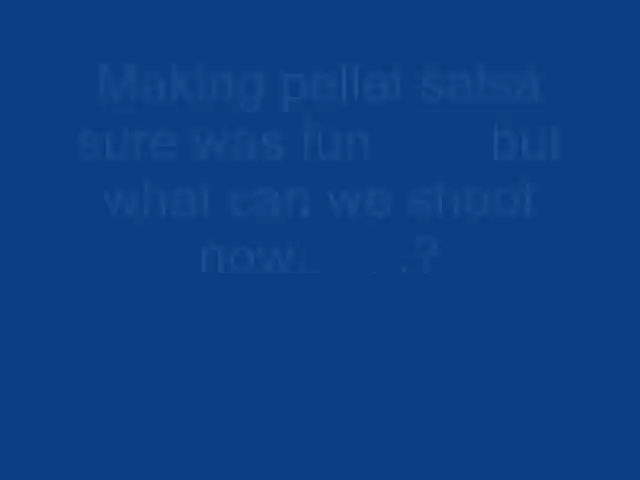 Making pellet salsa
sure was fun but
what can we shoot
now.. .?